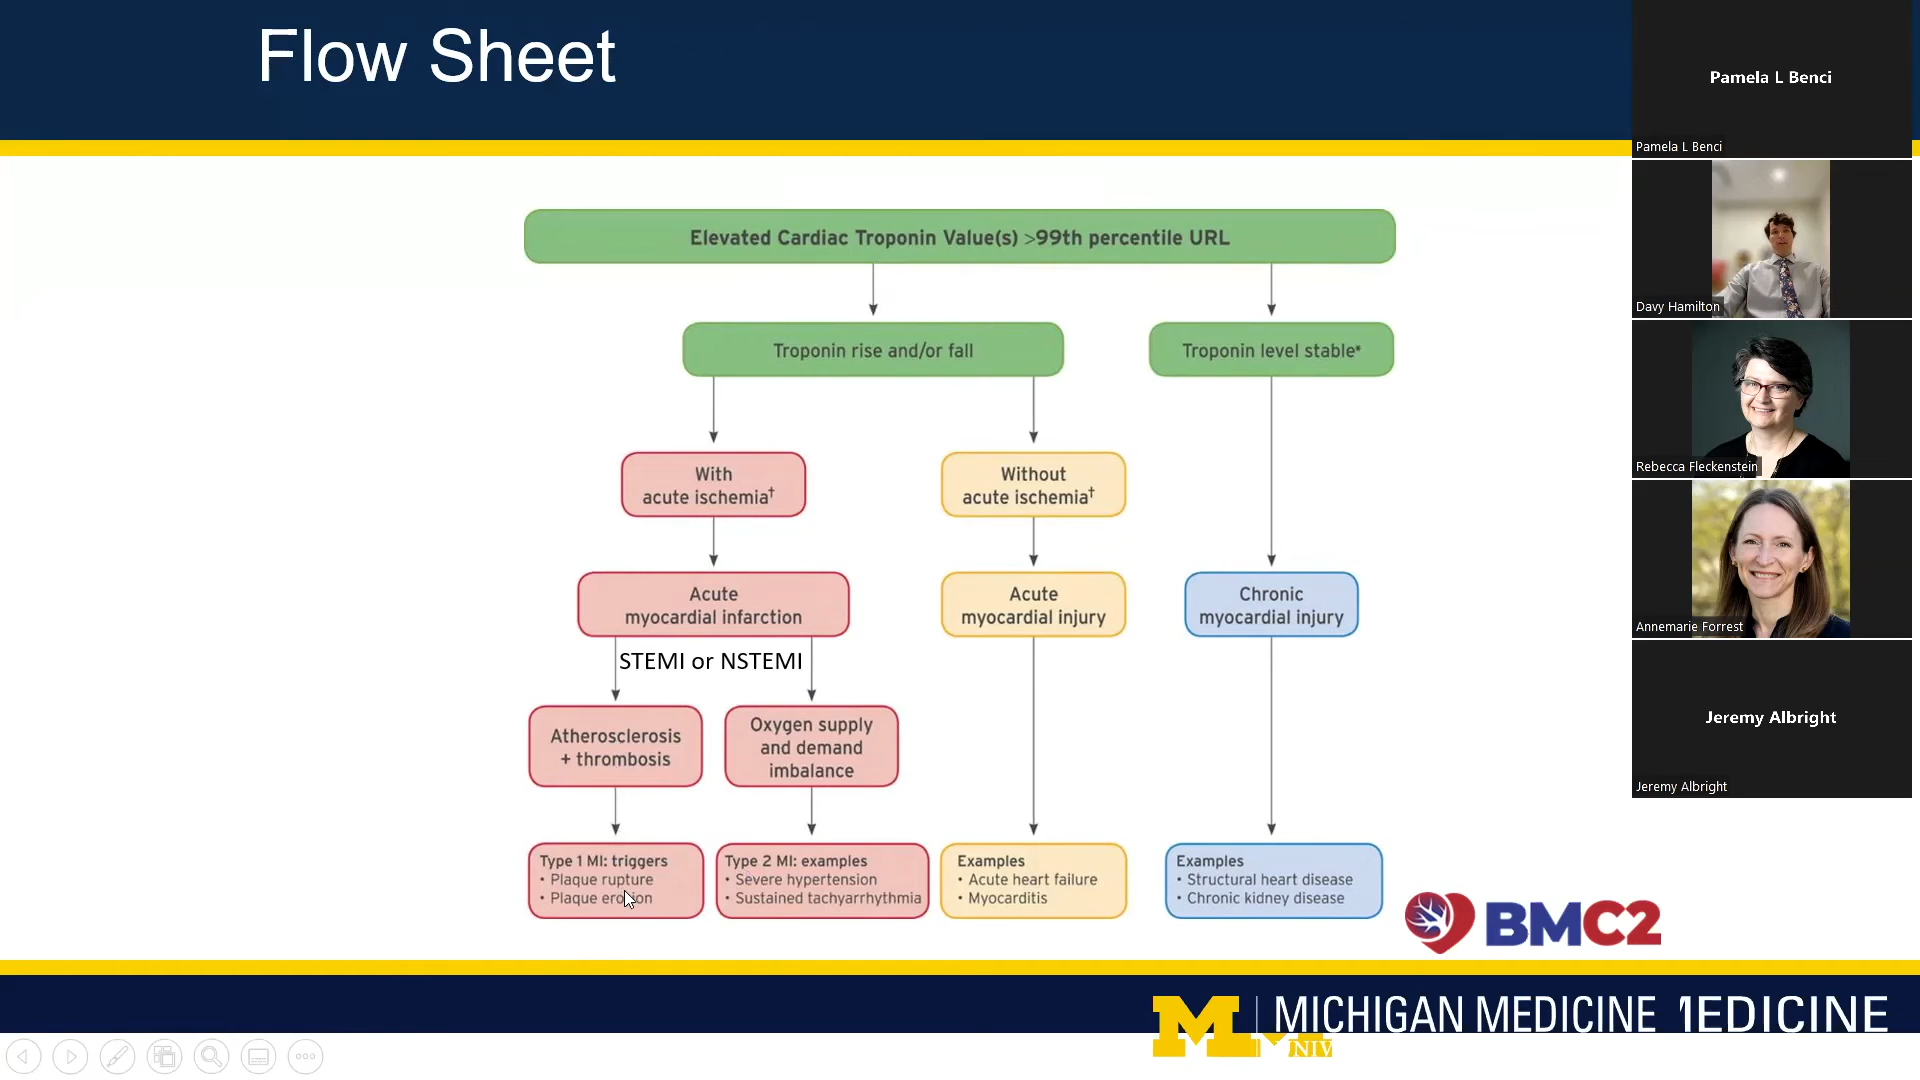 Flow Sheet
Elevated Cardiac Troponin Value(s) >99th percentile URL
Troponin rise and/or fall
Troponin level stable*
With
acute ischemia†
Without
acute ischemia†
Acute
myocardial infarction
Acute
myocardial injury
Chronic
myocardial injury
STEMI or NSTEMI
Atherosclerosis
+ thrombosis
Oxygen supply
and demand
imbalance
Type 1 MI: triggers
• Plaque rupture
• Plaque erosion
Type 2 MI: examples
• Severe hypertension
• Sustained tachyarrhythmia
Examples
• Acute heart failure
• Myocarditis
Examples
• Structural heart disease
• Chronic kidney disease
BMC2
M | MICHIGAN MEDICINE
EDICINE
UNIV
Pamela L Benci
Pamela L Benci
Davy Hamilton
Rebecca Fleckenstein
Annemarie Forrest
Jeremy Albright
Jeremy Albright